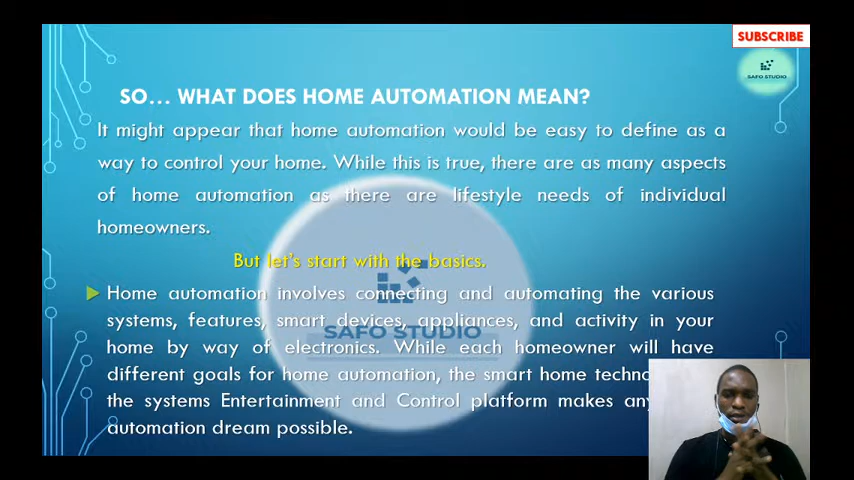 SUBSCRIBE
SAFO STUDIO
SO... WHAT DOES HOME AUTOMATION MEAN?
It might appear that home automation would be easy to define as a
way to control your home. While this is true, there are as many aspects
of home automation as there are lifestyle needs of individual
homeowners.
But let's start with the basics.
Home automation involves connecting and automating the various
systems, features, smart devices, appliances, and activity in your
home by way of electronics. While each homeowner will have
different goals for home automation, the smart home
the systems Entertainment and Control platform makes
automation dream possible.
SAFO STUDIO